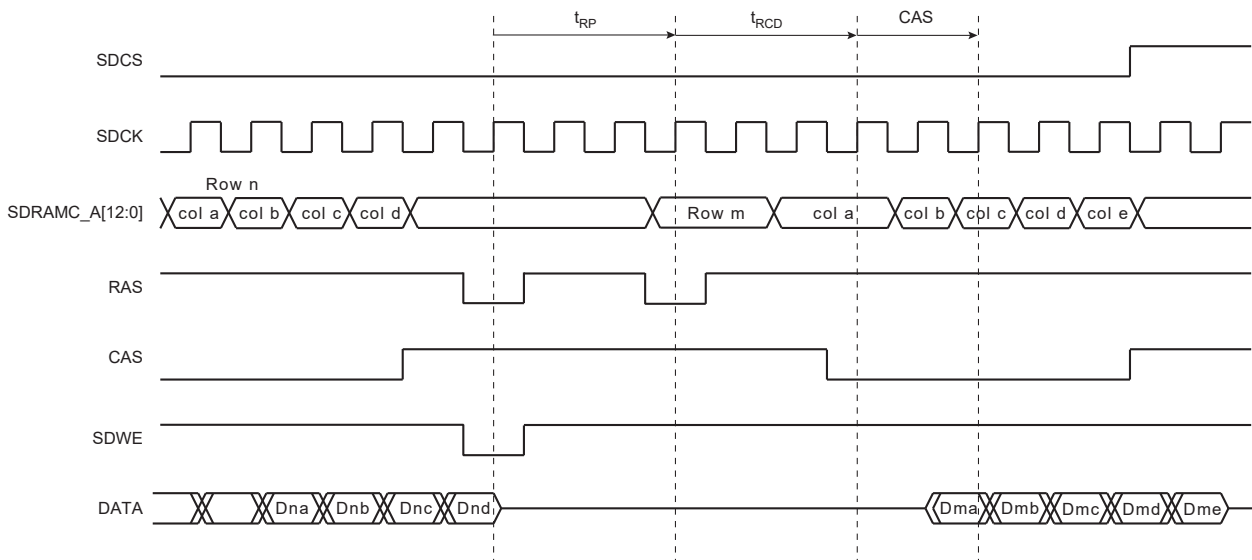 tRP tRCD CAS
SDCS
SDCK
Row n
SDRAMC_A[12:0] col a col b col c col d Row m col a col b col c col d col e
RAS
CAS
SDWE
DATA Dna Dnb Dnc Dnd Dma Dmb Dmc Dmd Dme